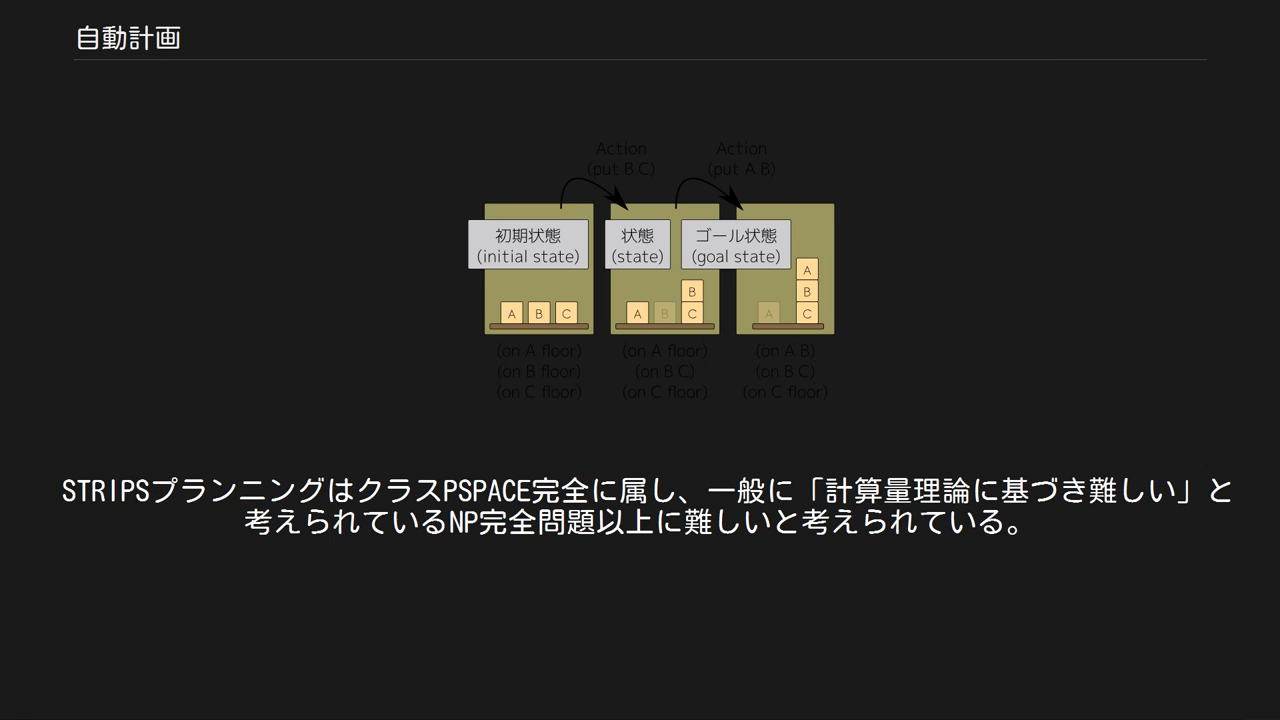 自動計画
Action
(put B C)
Action
(put A B)
初期状態
(initial state)
状態
(state)
ゴール状態
(goal state)
A B C
A B B C
A A B C
(on A floor)
(on B floor)
(on C floor)
(on A floor)
(on B C)
(on C floor)
(on A B)
(on B C)
(on C floor)
STRIPSプランニングはクラスPSPACE完全に属し、一般に「計算量理論に基づき難しい」と
考えられているNP完全問題以上に難しいと考えられている。